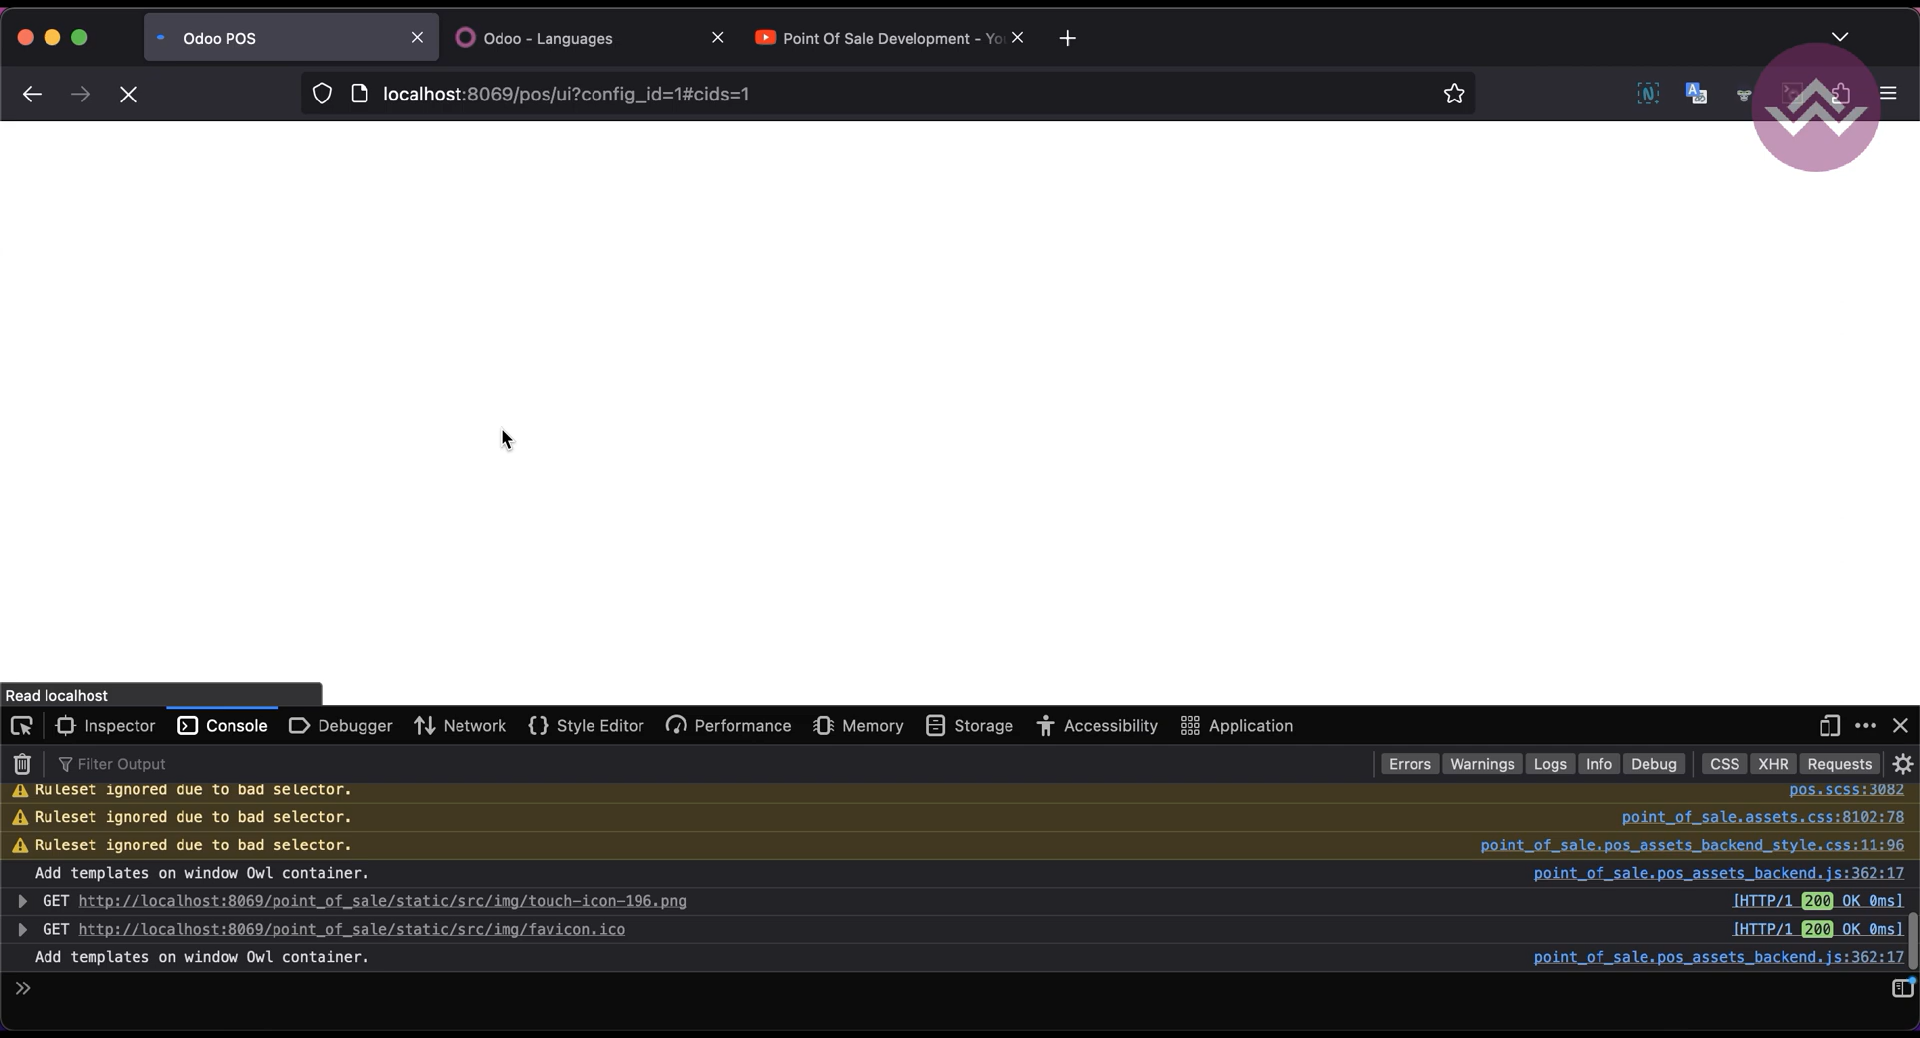 Odoo POS
Odoo - Languages
Point Of Sale Development - You
localhost:8069/pos/ui?config_id=1#cids=1
Read localhost
Inspector Console Debugger Network Style Editor Performance Memory Storage Accessibility Application
Filter Output
Errors Warnings Logs Info Debug CSS XHR Requests
Ruleset ignored due to bad selector. pos.scss:3082
Ruleset ignored due to bad selector. point_of_sale.assets.css:8102:78
Ruleset ignored due to bad selector. point_of_sale.pos_assets_backend_style.css:11:96
Add templates on window Owl container. point_of_sale.pos_assets_backend.js:362:17
GET http://localhost:8069/point_of_sale/static/src/img/touch-icon-196.png [HTTP/1 200 OK 0ms]
GET http://localhost:8069/point_of_sale/static/src/img/favicon.ico [HTTP/1 200 OK 0ms]
Add templates on window Owl container. point_of_sale.pos_assets_backend.js:362:17